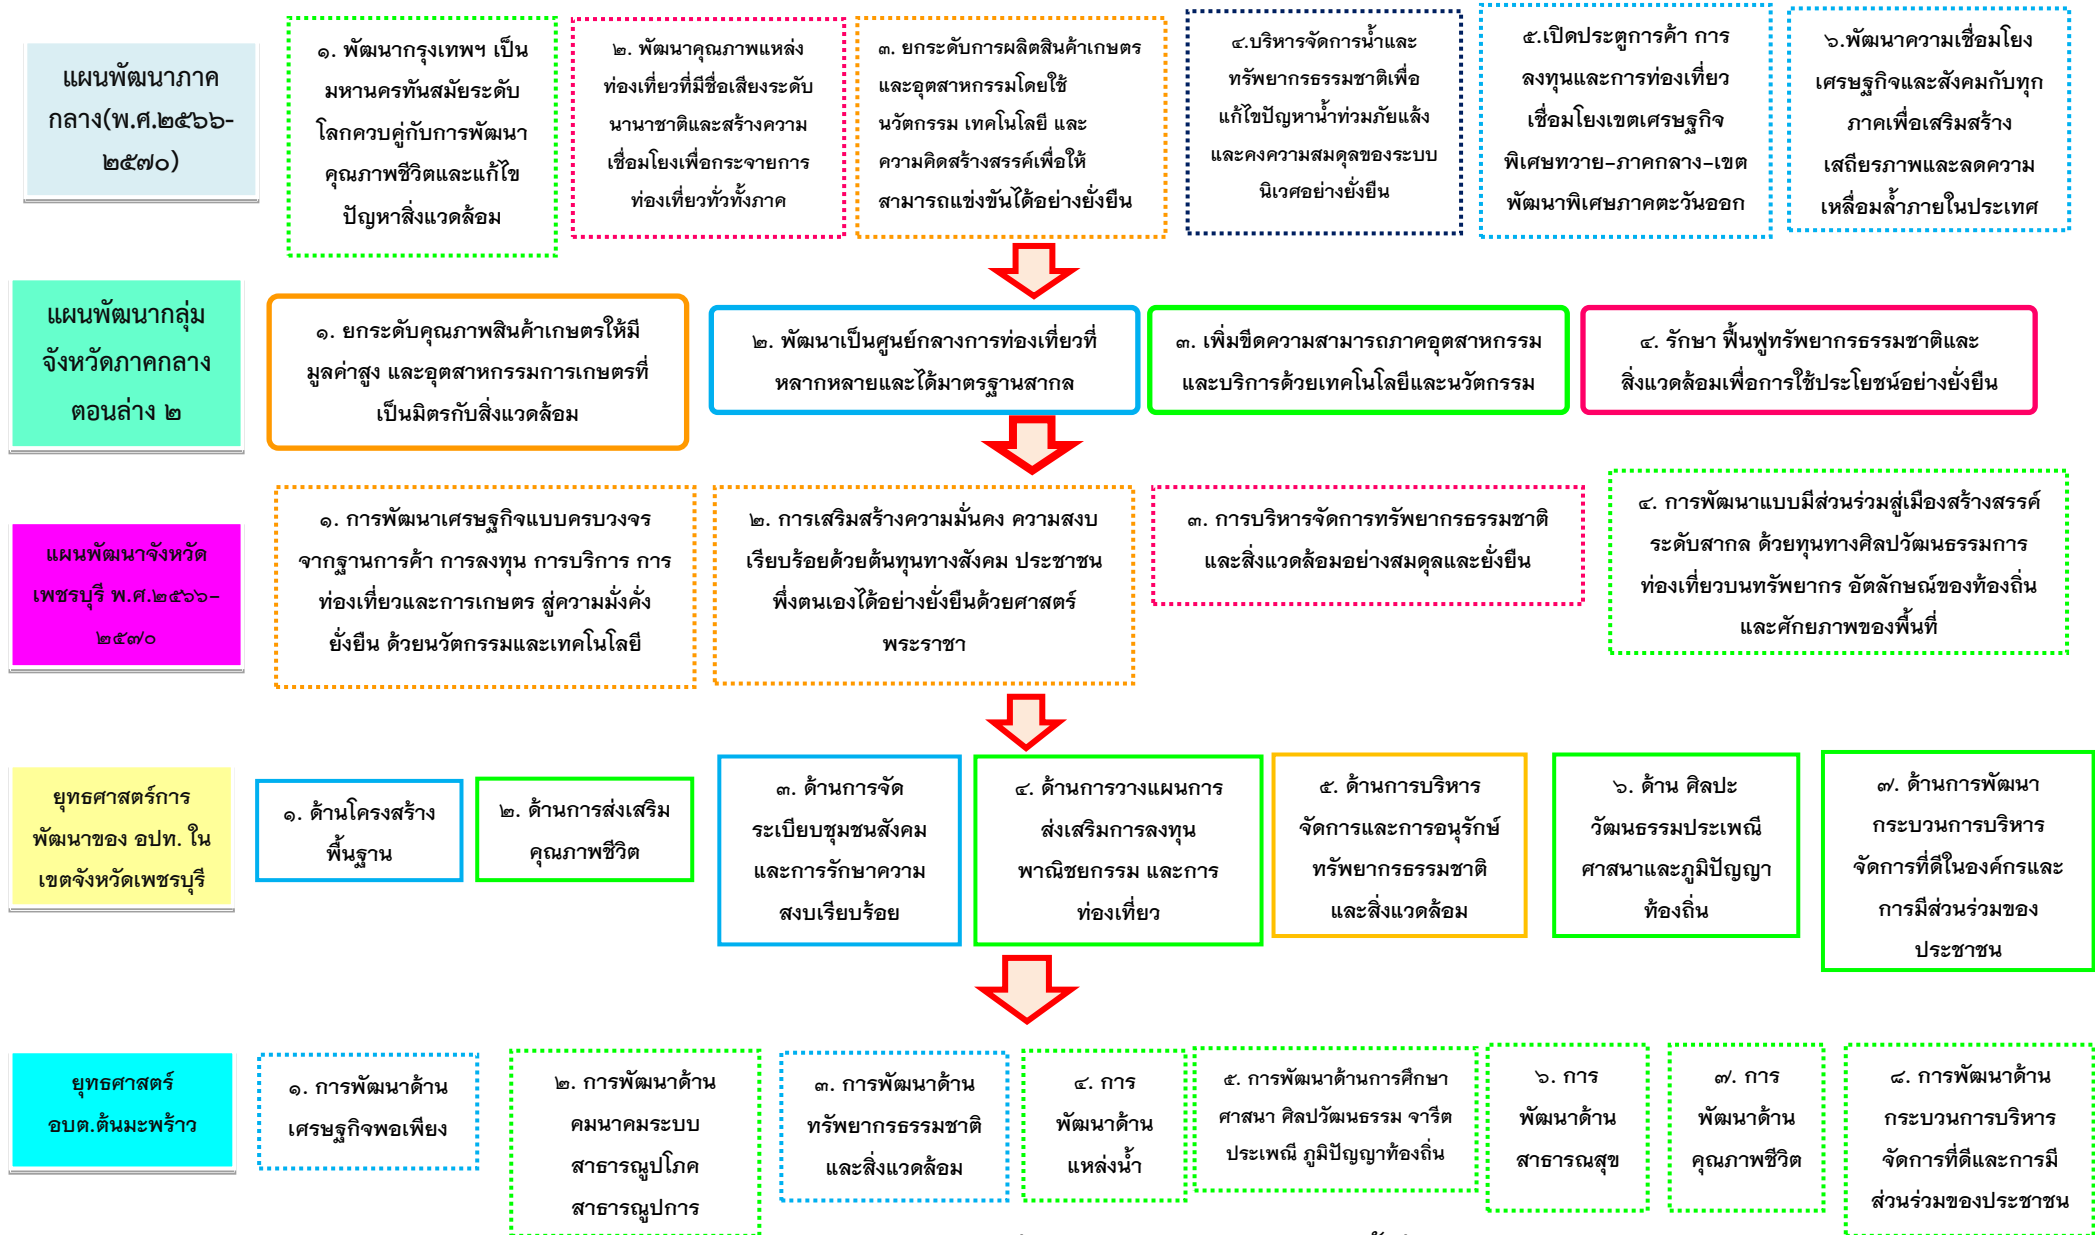 แผนพัฒนาภาค
กลาง(พ.ศ.๒๕๖๖-
๒๕๗๐)
๑. พัฒนากรุงเทพฯ เป็น
มหานครทันสมัยระดับ
โลกควบคู่กับการพัฒนา
คุณภาพชีวิตและแก้ไข
ปัญหาสิ่งแวดล้อม
๒. พัฒนาคุณภาพแหล่ง
ท่องเที่ยวที่มีชื่อเสียงระดับ
นานาชาติและสร้างความ
เชื่อมโยงเพื่อกระจายการ
ท่องเที่ยวทั่วทั้งภาค
๓. ยกระดับการผลิตสินค้าเกษตร
และอุตสาหกรรมโดยใช้
นวัตกรรม เทคโนโลยี และ
ความคิดสร้างสรรค์เพื่อให้
สามารถแข่งขันได้อย่างยั่งยืน
๔.บริหารจัดการน้ำและ
ทรัพยากรธรรมชาติเพื่อ
แก้ไขปัญหาน้ำท่วมภัยแล้ง
และคงความสมดุลของระบบ
นิเวศอย่างยั่งยืน
๕.เปิดประตูการค้า การ
ลงทุนและการท่องเที่ยว
เชื่อมโยงเขตเศรษฐกิจ
พิเศษทวาย-ภาคกลาง-เขต
พัฒนาพิเศษภาคตะวันออก
๖.พัฒนาความเชื่อมโยง
เศรษฐกิจและสังคมกับทุก
ภาคเพื่อเสริมสร้าง
เสถียรภาพและลดความ
เหลื่อมล้ำภายในประเทศ
แผนพัฒนากลุ่ม
จังหวัดภาคกลาง
ตอนล่าง ๒
๑. ยกระดับคุณภาพสินค้าเกษตรให้มี
มูลค่าสูง และอุตสาหกรรมการเกษตรที่
เป็นมิตรกับสิ่งแวดล้อม
๒. พัฒนาเป็นศูนย์กลางการท่องเที่ยวที่
หลากหลายและได้มาตรฐานสากล
๓. เพิ่มขีดความสามารถภาคอุตสาหกรรม
และบริการด้วยเทคโนโลยีและนวัตกรรม
๔. รักษา ฟื้นฟูทรัพยากรธรรมชาติและ
สิ่งแวดล้อมเพื่อการใช้ประโยชน์อย่างยั่งยืน
แผนพัฒนาจังหวัด
เพชรบุรี พ.ศ.๒๕๖๖-
๒๕๗๐
๑. การพัฒนาเศรษฐกิจแบบครบวงจร
จากฐานการค้า การลงทุน การบริการ การ
ท่องเที่ยวและการเกษตร สู่ความมั่งคั่ง
ยั่งยืน ด้วยนวัตกรรมและเทคโนโลยี
๒. การเสริมสร้างความมั่นคง ความสงบ
เรียบร้อยด้วยต้นทุนทางสังคม ประชาชน
พึ่งตนเองได้อย่างยั่งยืนด้วยศาสตร์
พระราชา
๓. การบริหารจัดการทรัพยากรธรรมชาติ
และสิ่งแวดล้อมอย่างสมดุลและยั่งยืน
๔. การพัฒนาแบบมีส่วนร่วมสู่เมืองสร้างสรรค์
ระดับสากล ด้วยทุนทางศิลปวัฒนธรรมการ
ท่องเที่ยวบนทรัพยากร อัตลักษณ์ของท้องถิ่น
และศักยภาพของพื้นที่
ยุทธศาสตร์การ
พัฒนาของ อปท. ใน
เขตจังหวัดเพชรบุรี
๑. ด้านโครงสร้าง
พื้นฐาน
๒. ด้านการส่งเสริม
คุณภาพชีวิต
๓. ด้านการจัด
ระเบียบชุมชนสังคม
และการรักษาความ
สงบเรียบร้อย
๔. ด้านการวางแผนการ
ส่งเสริมการลงทุน
พาณิชยกรรม และการ
ท่องเที่ยว
๕. ด้านการบริหาร
จัดการและการอนุรักษ์
ทรัพยากรธรรมชาติ
และสิ่งแวดล้อม
๖. ด้าน ศิลปะ
วัฒนธรรมประเพณี
ศาสนาและภูมิปัญญา
ท้องถิ่น
๗. ด้านการพัฒนา
กระบวนการบริหาร
จัดการที่ดีในองค์กรและ
การมีส่วนร่วมของ
ประชาชน
ยุทธศาสตร์
อบต.ต้นมะพร้าว
๑. การพัฒนาด้าน
เศรษฐกิจพอเพียง
๒. การพัฒนาด้าน
คมนาคมระบบ
สาธารณูปโภค
สาธารณูปการ
๓. การพัฒนาด้าน
ทรัพยากรธรรมชาติ
และสิ่งแวดล้อม
๔. การ
พัฒนาด้าน
แหล่งน้ำ
๕. การพัฒนาด้านการศึกษา
ศาสนา ศิลปวัฒนธรรม จารีต
ประเพณี ภูมิปัญญาท้องถิ่น
๖. การ
พัฒนาด้าน
สาธารณสุข
๗. การ
พัฒนาด้าน
คุณภาพชีวิต
๘. การพัฒนาด้าน
กระบวนการบริหาร
จัดการที่ดีและการมี
ส่วนร่วมของประชาชน